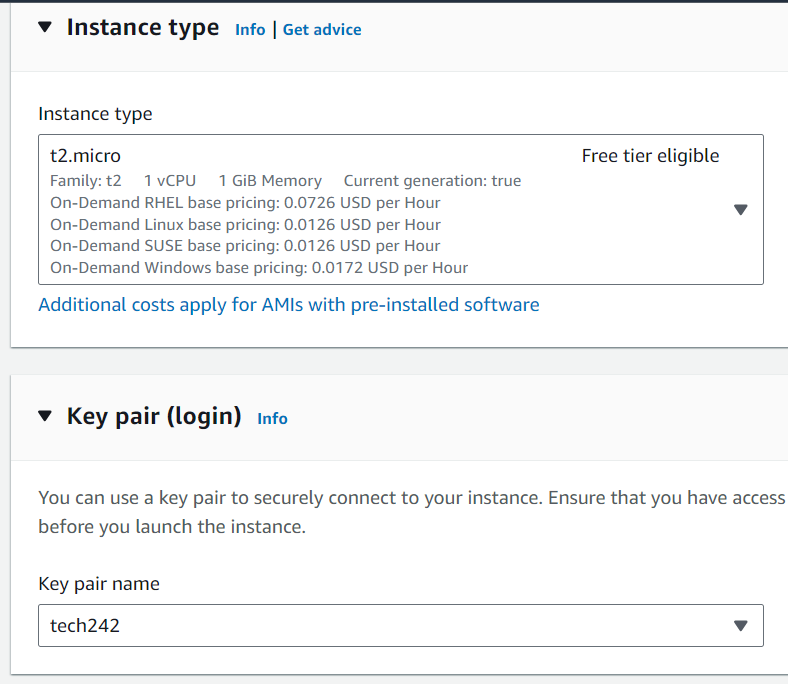 Instance type Info | Get advice
Instance type
t2.micro Free tier eligible
Family: t2 1 vCPU 1 GiB Memory Current generation: true
On-Demand RHEL base pricing: 0.0726 USD per Hour
On-Demand Linux base pricing: 0.0126 USD per Hour
On-Demand SUSE base pricing: 0.0126 USD per Hour
On-Demand Windows base pricing: 0.0172 USD per Hour
Additional costs apply for AMIs with pre-installed software
Key pair (login) Info
You can use a key pair to securely connect to your instance. Ensure that you have access
before you launch the instance.
Key pair name
tech242